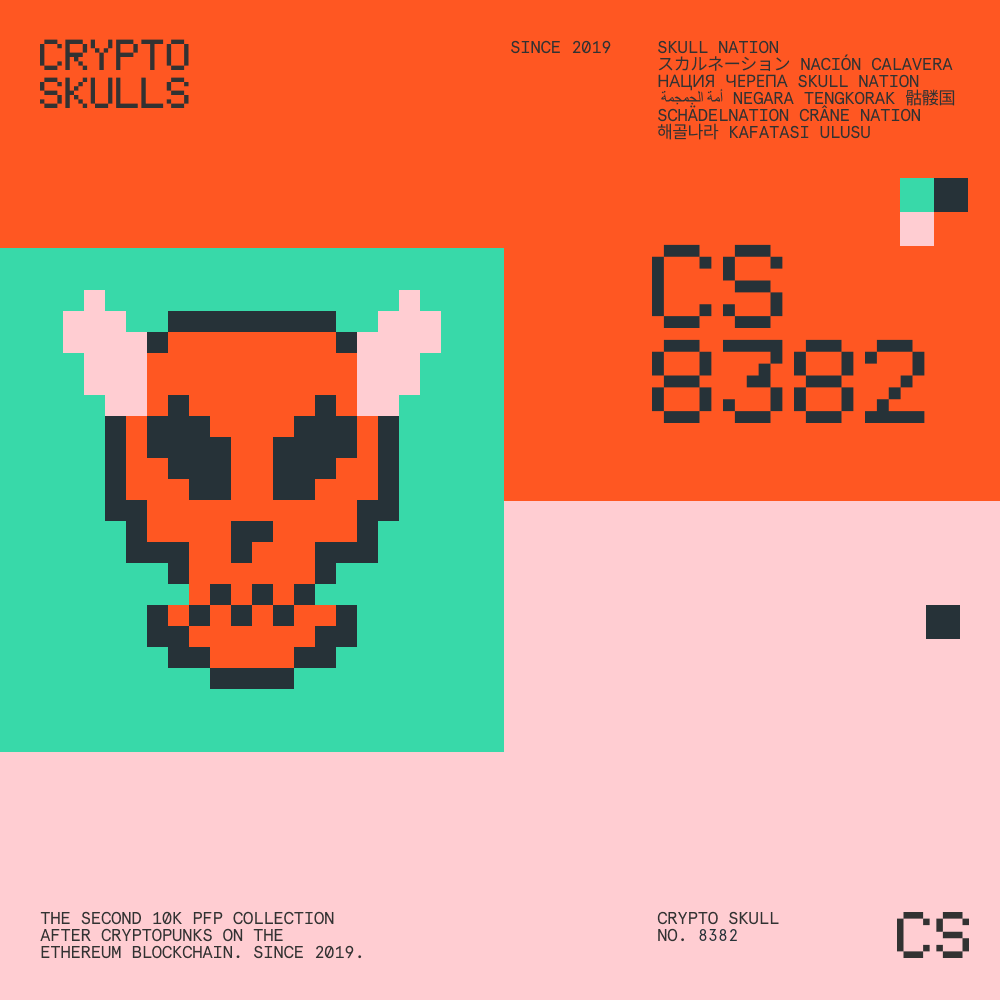 CRYPTO
SKULLS
SINCE 2019
SKULL NATION
スカルネーション NACIÓN CALAVERA
НАЦИЯ ЧЕРЕПА SKULL NATION
أمة الجمجمة NEGARA TENGKORAK 骷髅国
SCHÄDELNATION CRÂNE NATION
해골나라 KAFATASI ULUSU
CS
8382
THE SECOND 10K PFP COLLECTION
AFTER CRYPTOPUNKS ON THE
ETHEREUM BLOCKCHAIN. SINCE 2019.
CRYPTO SKULL
NO. 8382
CS